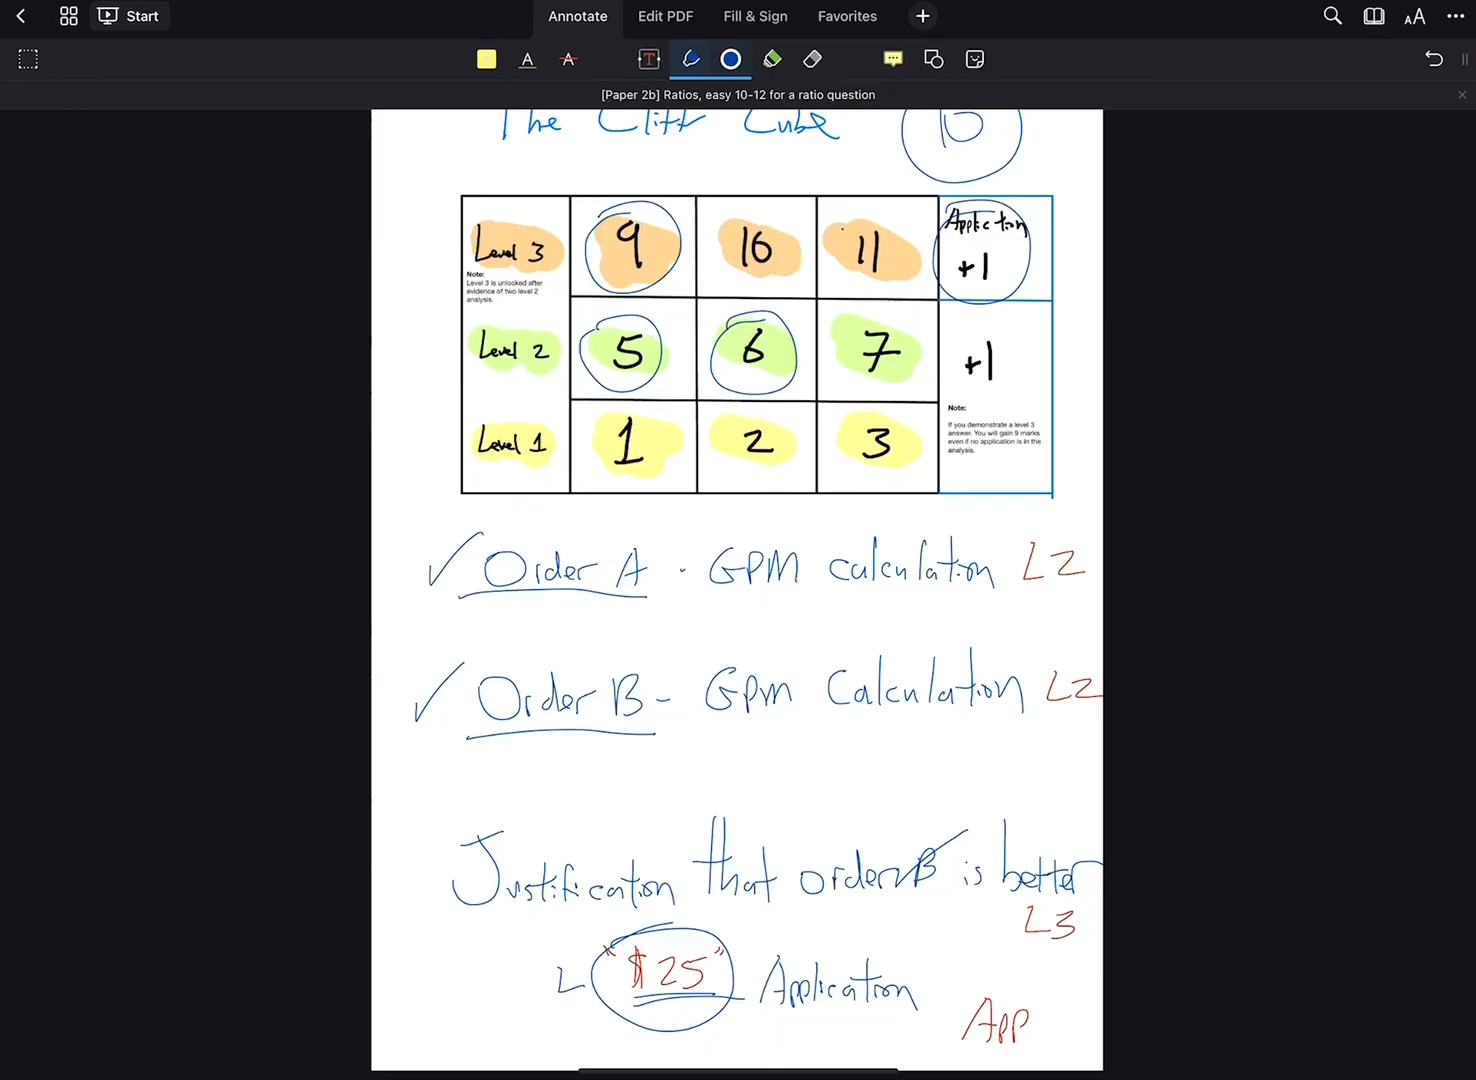 Start
Annotate
Edit PDF
Fill & Sign
Favorites
[Paper 2b] Ratios, easy 10-12 for a ratio question
The Cliff Cube
10
Level 3
9
10
11
Appliction
+1
Note:
Level 3 is unlocked after
evidence of two level 2
analysis.
Level 2
5
6
7
+1
Level 1
1
2
3
Note:
If you demonstrate a level 3
answer. You will gain 9 marks
even if no application is in the
analysis.
Order A - GPM calculation L2
Order B - GPM Calculation L2
Justification that order B is better
L3
"$25" Application
App